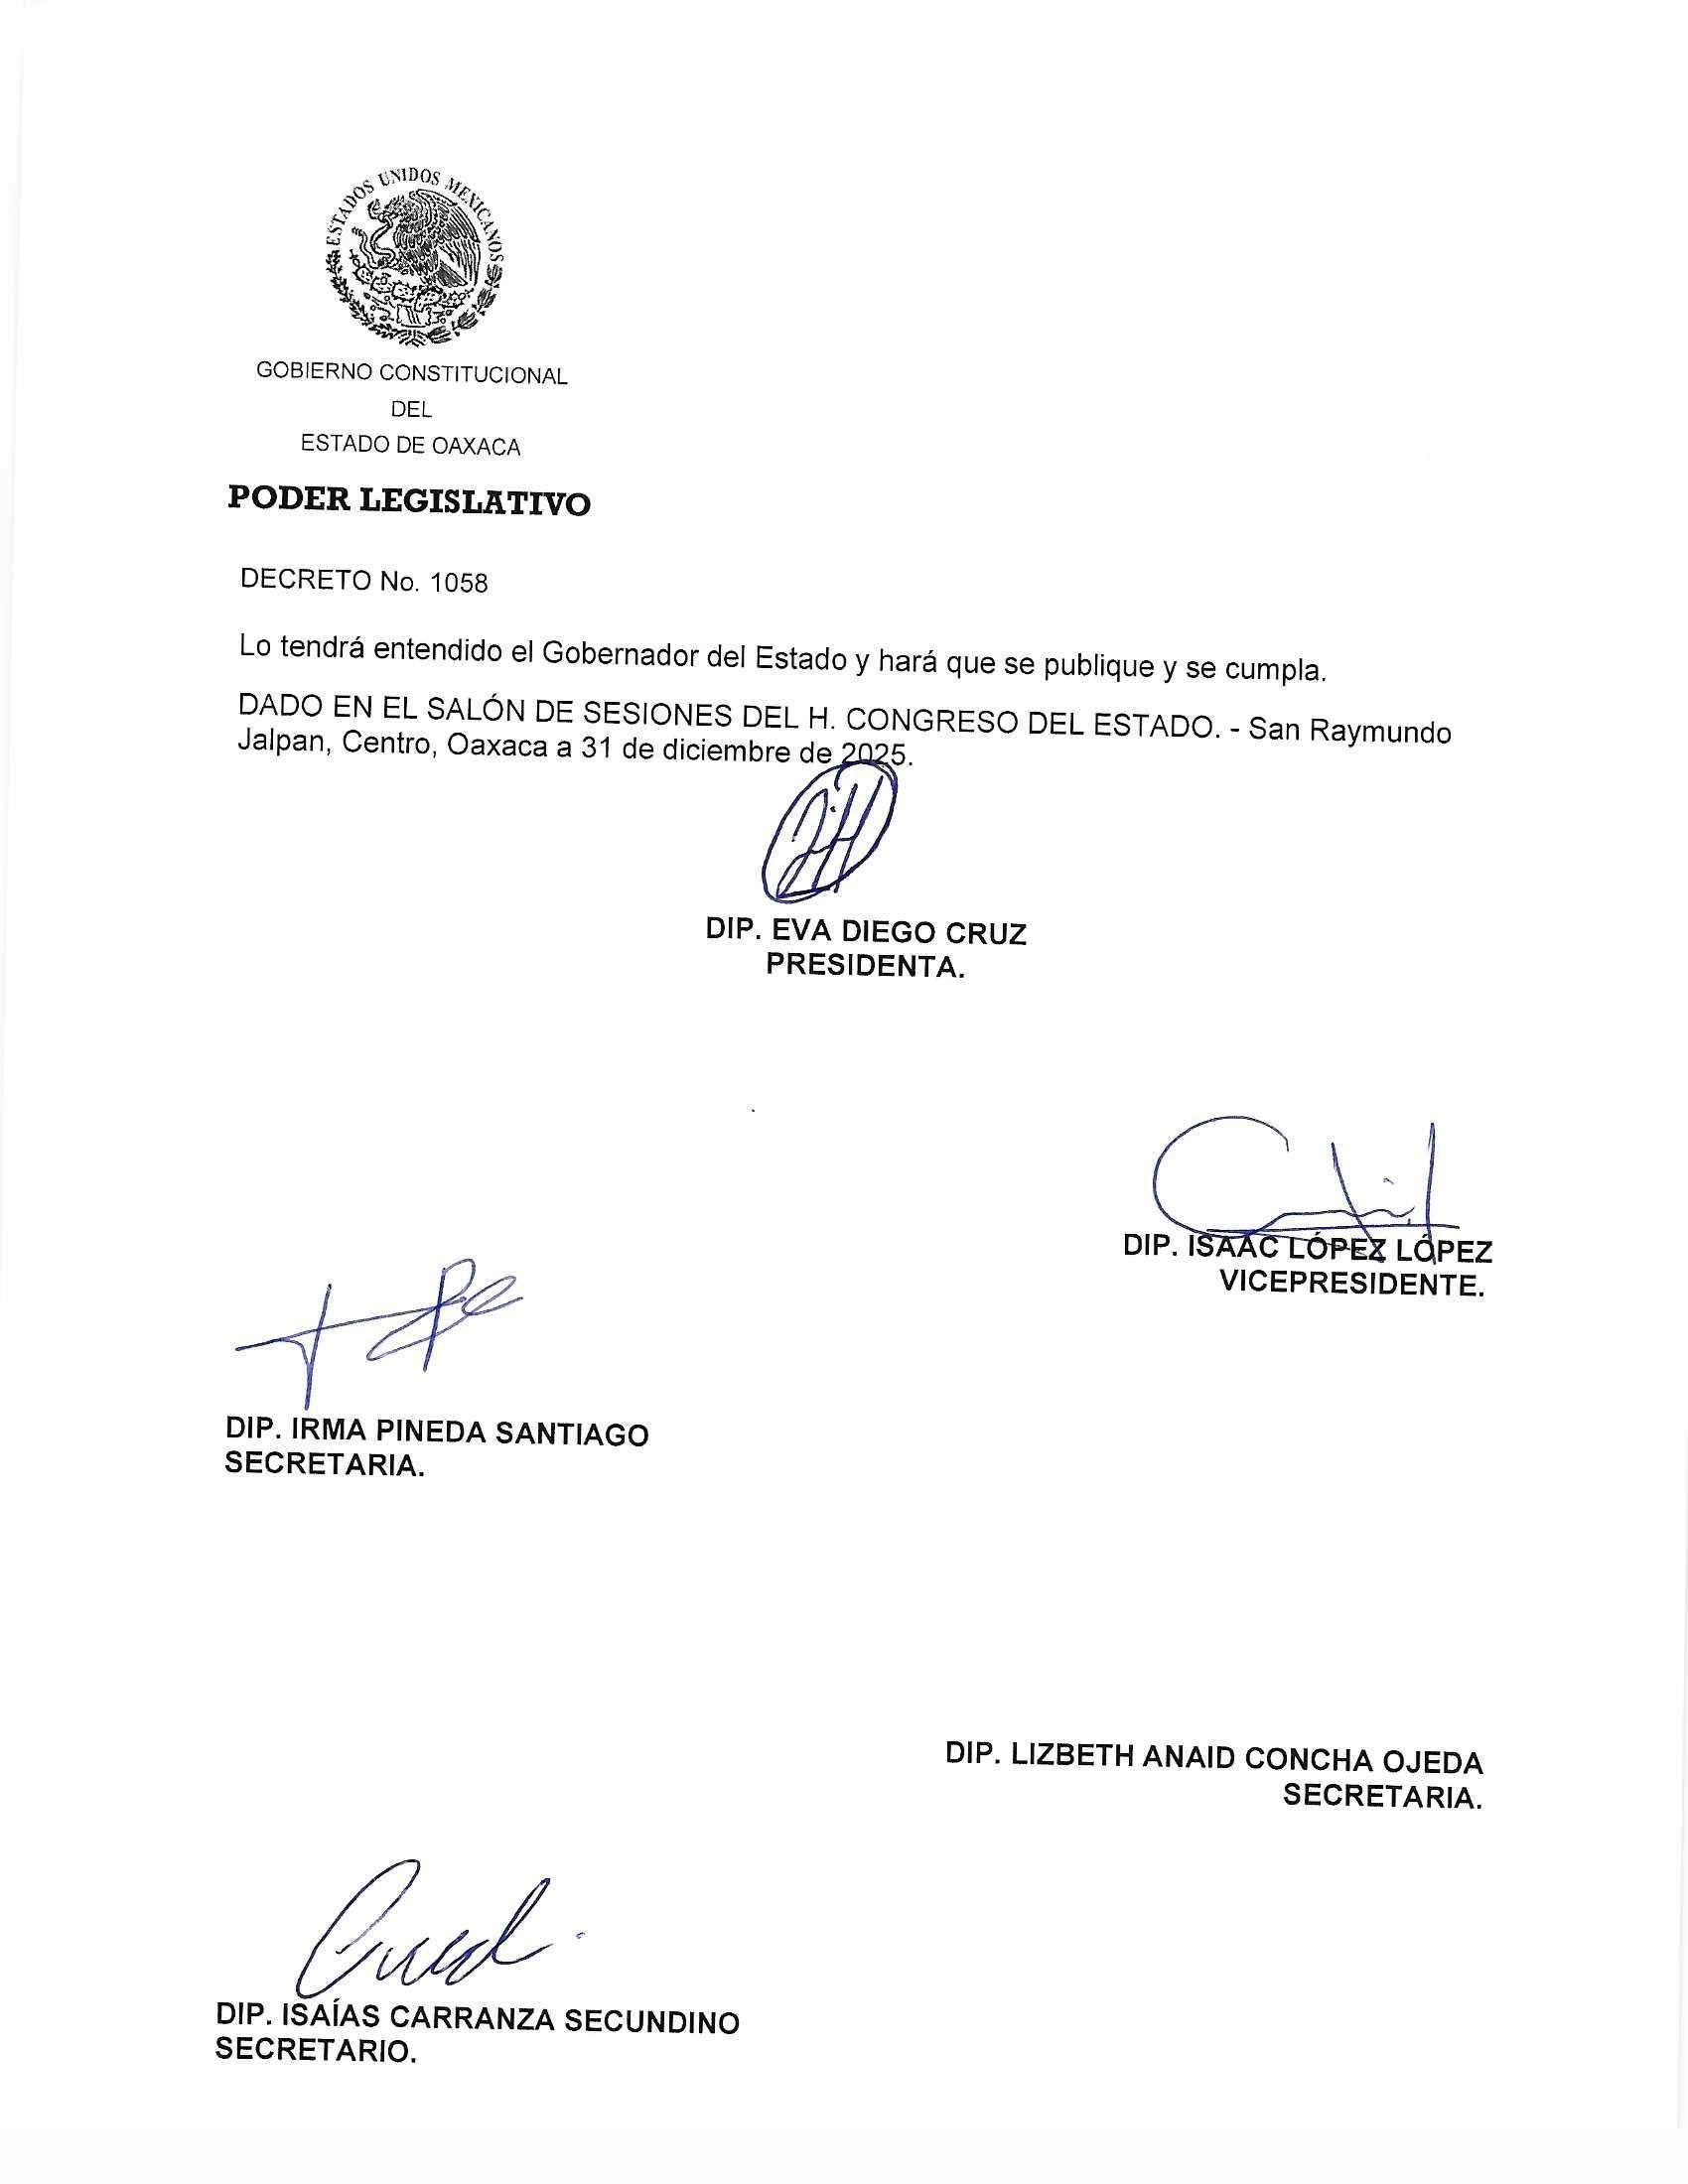 ESTADOS UNIDOS MEXICANOS
GOBIERNO CONSTITUCIONAL
DEL
ESTADO DE OAXACA
PODER LEGISLATIVO
DECRETO No. 1058
Lo tendrá entendido el Gobernador del Estado y hará que se publique y se cumpla.
DADO EN EL SALÓN DE SESIONES DEL H. CONGRESO DEL ESTADO. - San Raymundo
Jalpan, Centro, Oaxaca a 31 de diciembre de 2025.
DIP. EVA DIEGO CRUZ
PRESIDENTA.
DIP. ISAAC LÓPEZ LÓPEZ
VICEPRESIDENTE.
DIP. IRMA PINEDA SANTIAGO
SECRETARIA.
DIP. LIZBETH ANAID CONCHA OJEDA
SECRETARIA.
DIP. ISAÍAS CARRANZA SECUNDINO
SECRETARIO.